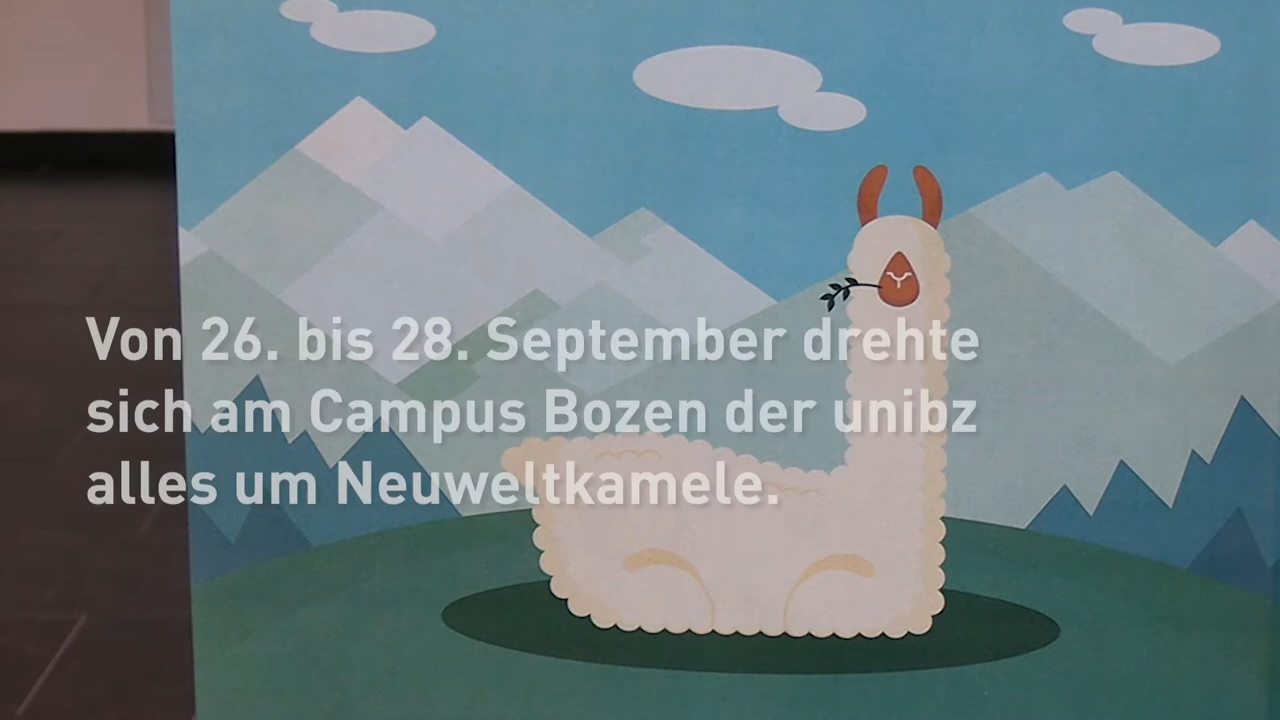 Von 26. bis 28. September drehte
sich am Campus Bozen der unibz
alles um Neuweltkamele.